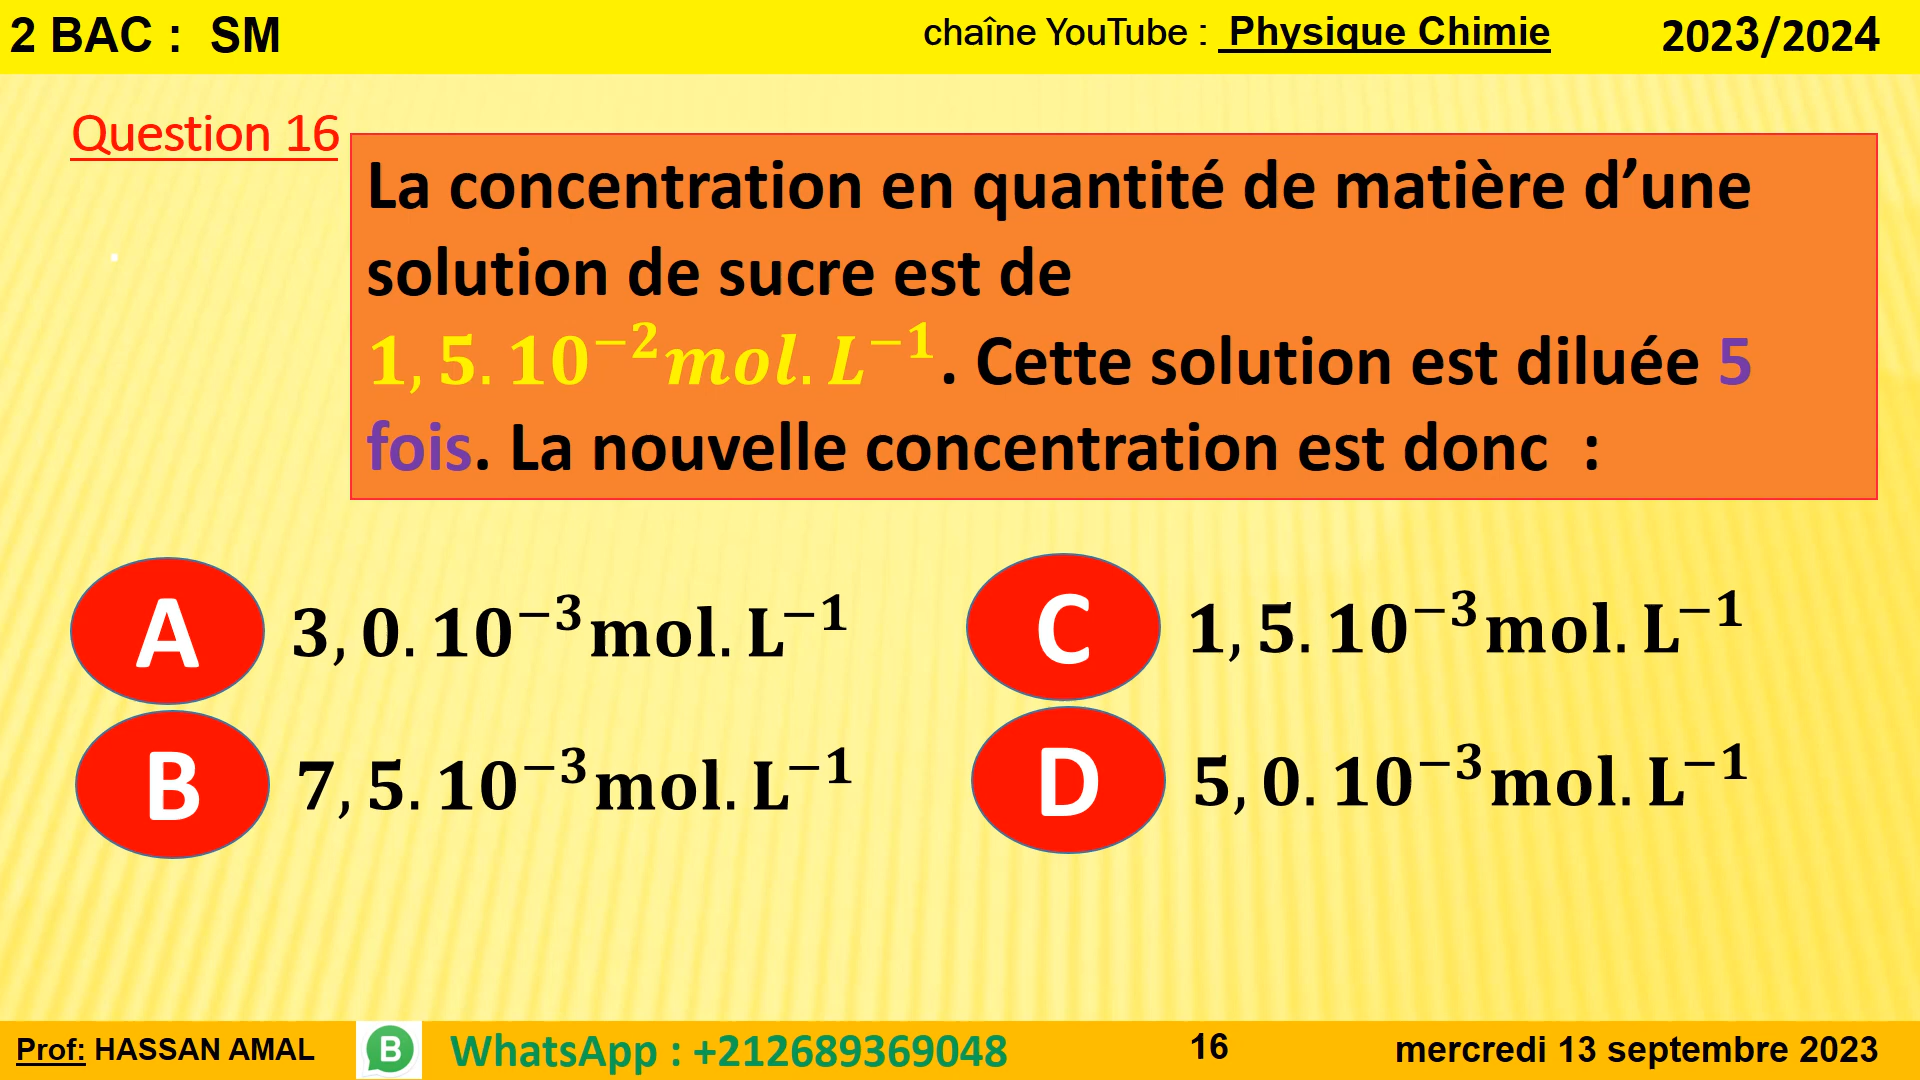 2 BAC :  SM
chaîne YouTube :  Physique Chimie
2023/2024
Question 16
La concentration en quantité de matière d’une
solution de sucre est de
1,5.10⁻²mol.L⁻¹. Cette solution est diluée 5
fois. La nouvelle concentration est donc  :
A 3,0.10⁻³mol.L⁻¹
C 1,5.10⁻³mol.L⁻¹
B 7,5.10⁻³mol.L⁻¹
D 5,0.10⁻³mol.L⁻¹
Prof: HASSAN AMAL
B
WhatsApp : +212689369048
16
mercredi 13 septembre 2023